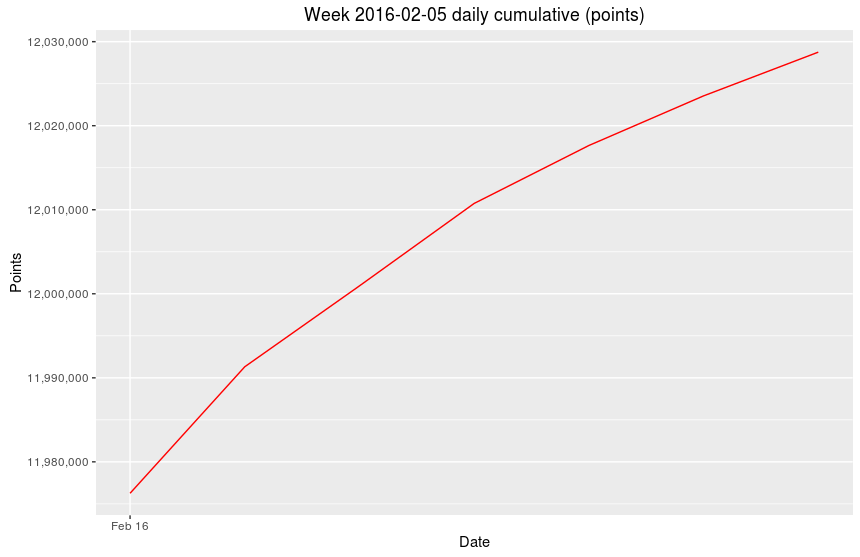 Week 2016-02-05 daily cumulative (points)
12,030,000
12,020,000
12,010,000
12,000,000
11,990,000
11,980,000
Points
Feb 16
Date